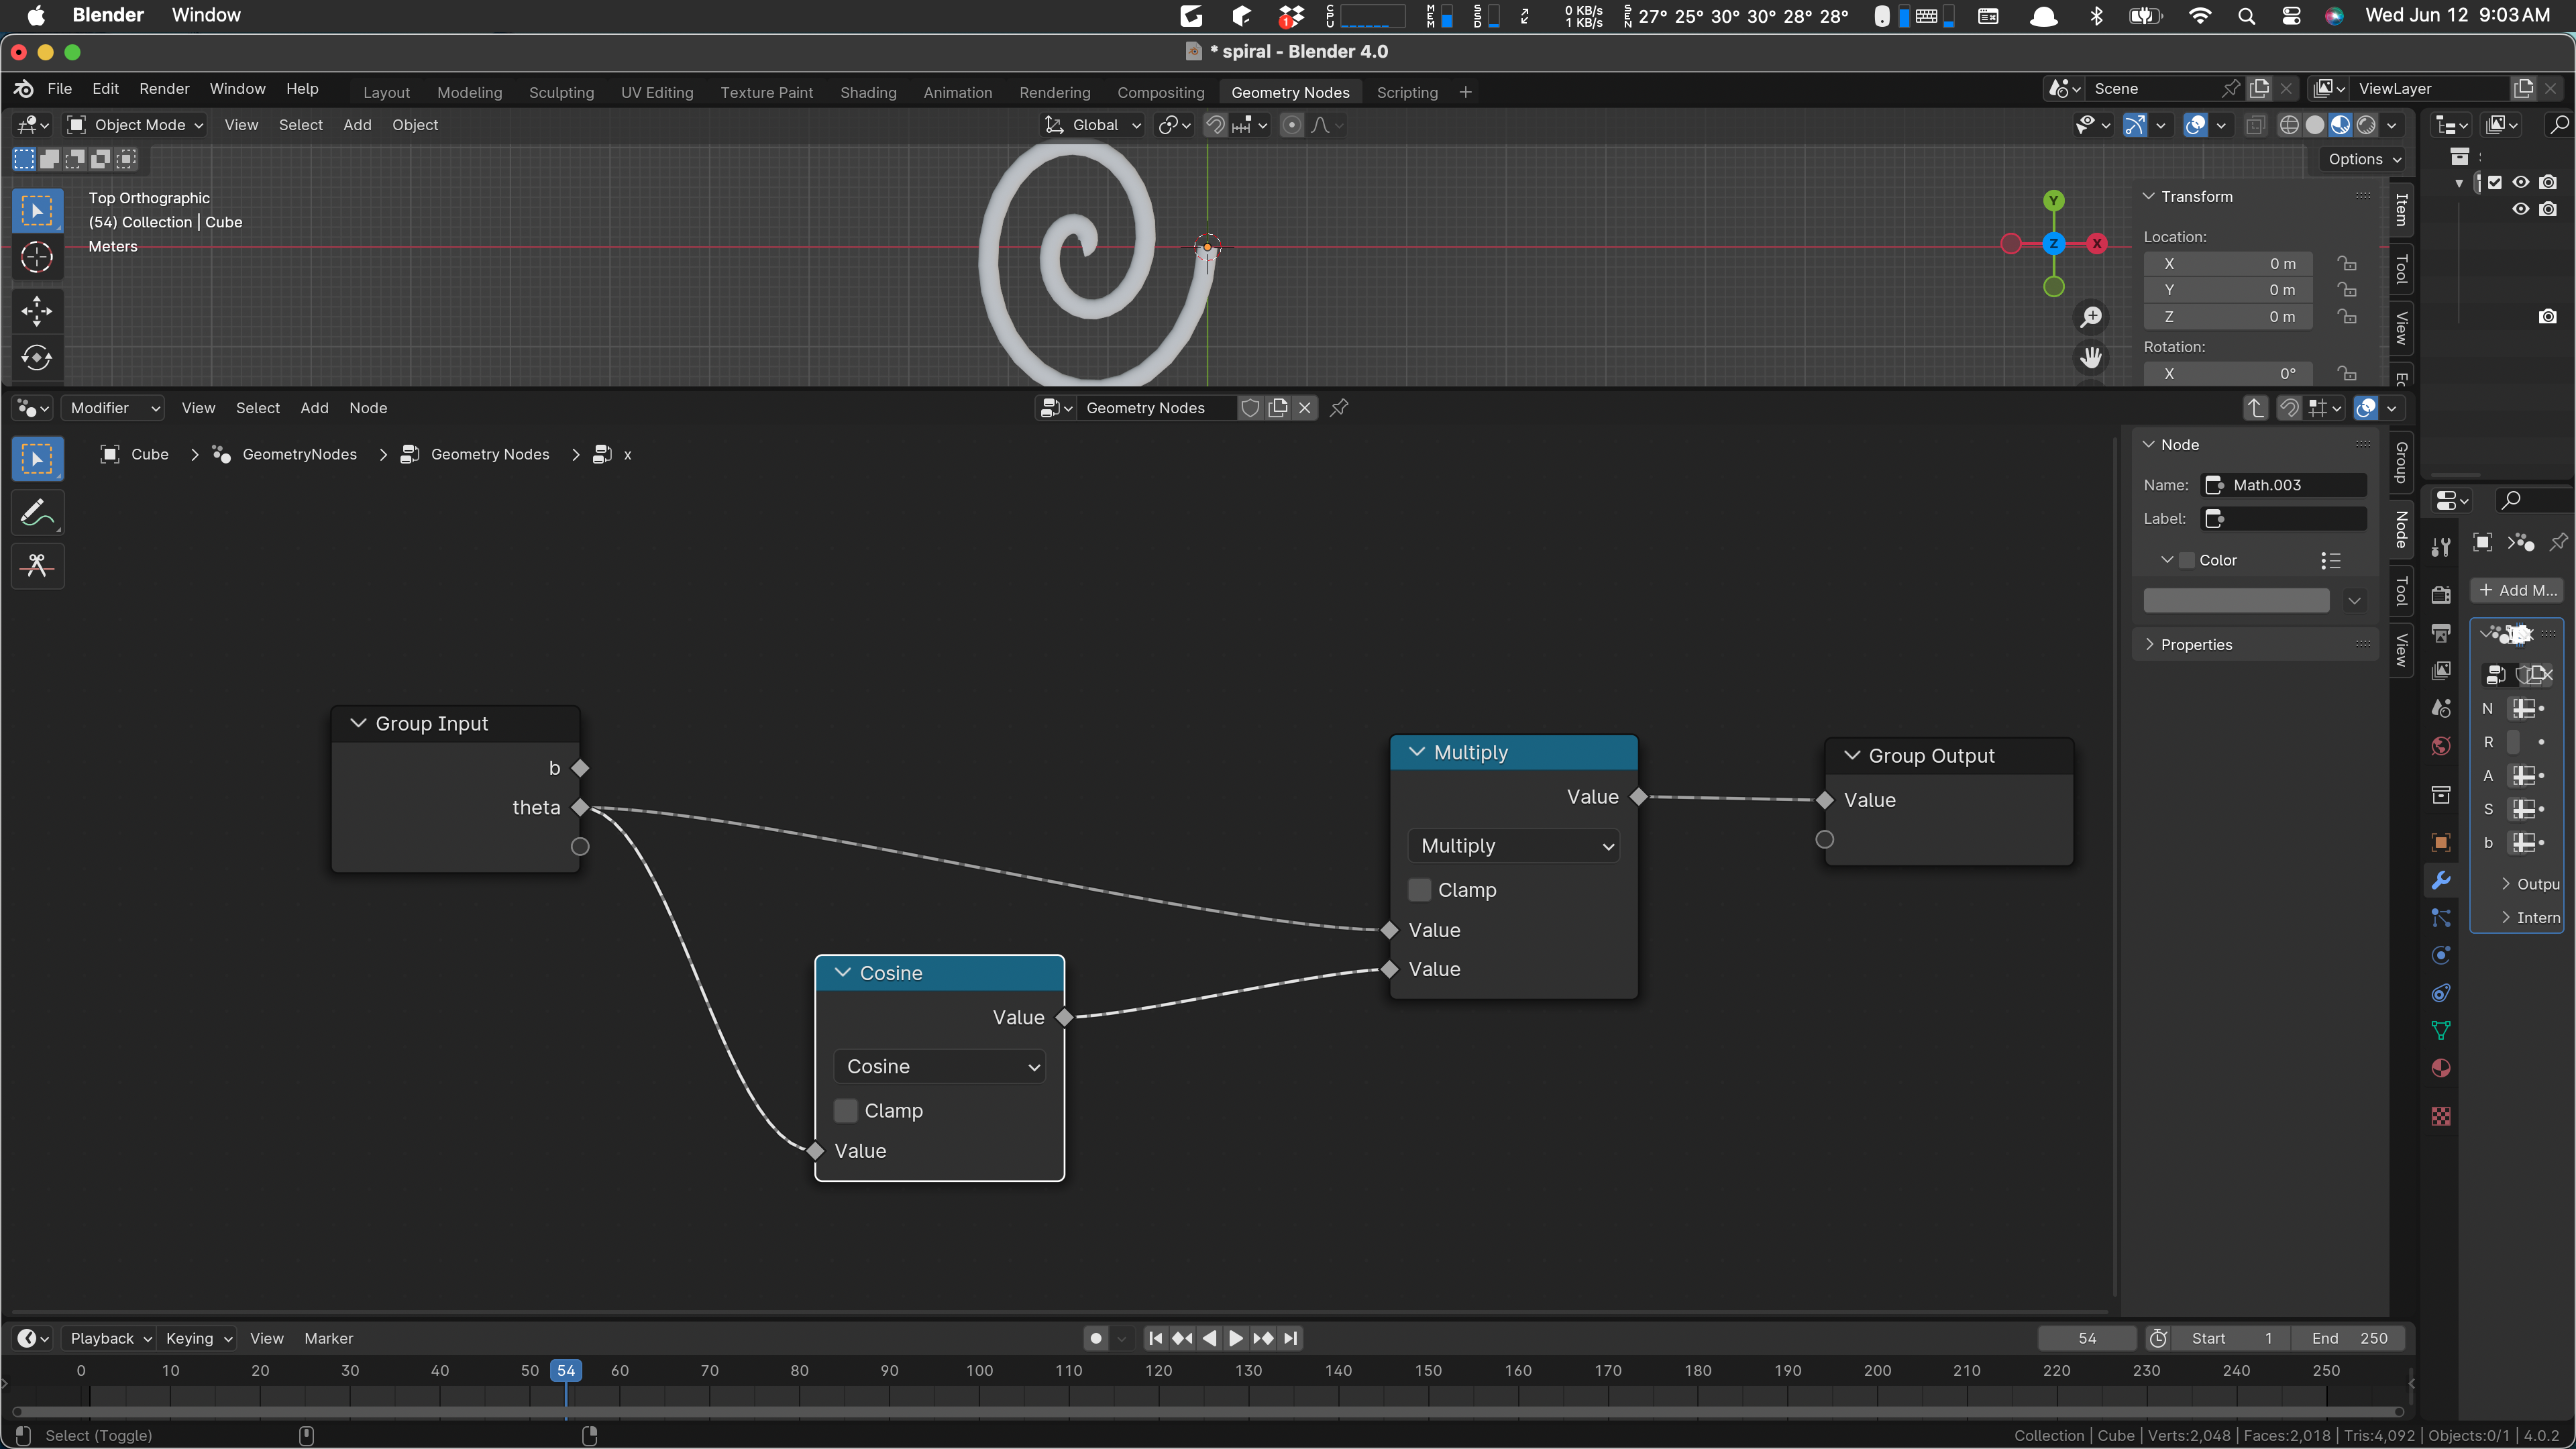 Blender Window
CPU MEM SSD 0 KB/s 1 KB/s SEN 27° 25° 30° 30° 28° 28° Wed Jun 12 9:03 AM
1
* spiral - Blender 4.0
File Edit Render Window Help Layout Modeling Sculpting UV Editing Texture Paint Shading Animation Rendering Compositing Geometry Nodes Scripting + Scene ViewLayer
Object Mode View Select Add Object Global
Options
Top Orthographic
(54) Collection | Cube
Meters
Y
Z
X
Transform
Location:
X 0 m
Y 0 m
Z 0 m
Rotation:
X 0°
Item
Tool
View
Modifier View Select Add Node Geometry Nodes
Cube > GeometryNodes > Geometry Nodes > x
Node
Name: Math.003
Label:
Color
Properties
Group
Node
Tool
View
+ Add M...
N
R
A
S
b
Outpu
Intern
Group Input
b
theta
Cosine
Value
Cosine
Clamp
Value
Multiply
Value
Multiply
Clamp
Value
Value
Group Output
Value
Playback Keying View Marker 54 Start 1 End 250
0 10 20 30 40 50 54 60 70 80 90 100 110 120 130 140 150 160 170 180 190 200 210 220 230 240 250
Select (Toggle) Collection | Cube | Verts:2,048 | Faces:2,018 | Tris:4,092 | Objects:0/1 | 4.0.2